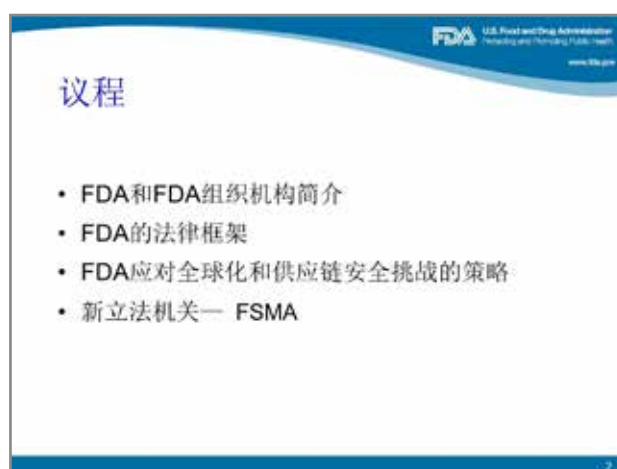 FDA U.S. Food and Drug Administration
Protecting and Promoting Public Health
www.fda.gov
议程
• FDA和FDA组织机构简介
• FDA的法律框架
• FDA应对全球化和供应链安全挑战的策略
• 新立法机关— FSMA
2